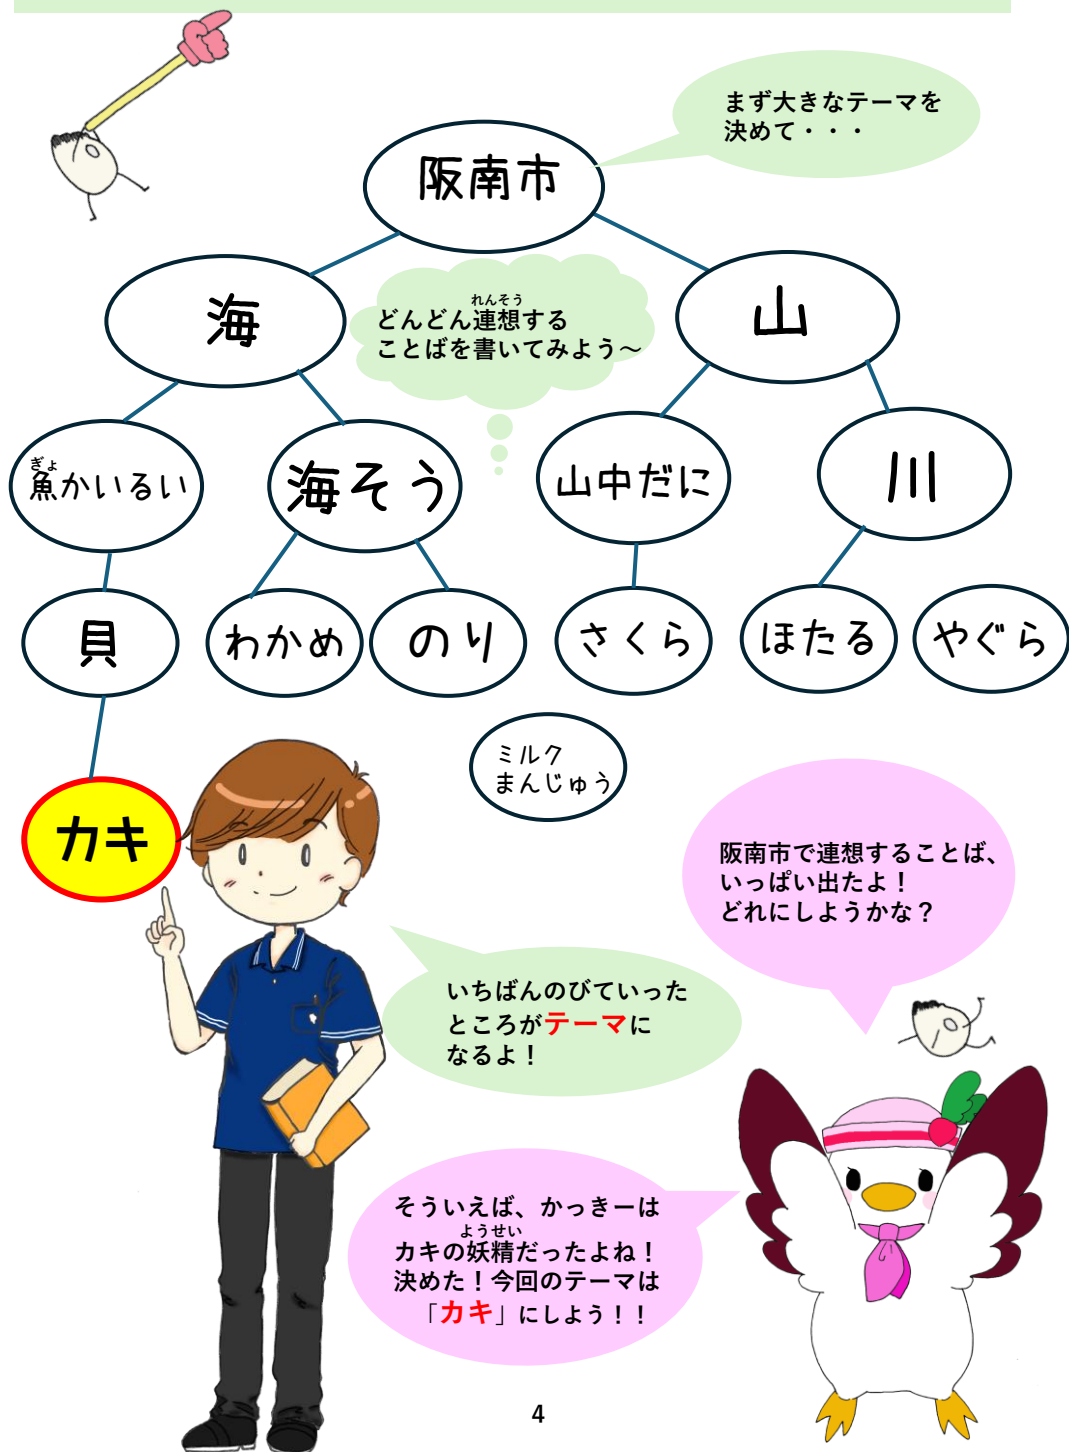 まず大きなテーマを
決めて・・・
阪南市
海
山
れんそう
どんどん連想する
ことばを書いてみよう～
ぎょ
魚かいるい
海そう
山中だに
川
貝
わかめ
のり
さくら
ほたる
やぐら
ミルク
まんじゅう
カキ
阪南市で連想することば、
いっぱい出たよ！
どれにしようかな？
いちばんのびていった
ところがテーマに
なるよ！
そういえば、かっきーは
ようせい
カキの妖精だったよね！
決めた！今回のテーマは
「カキ」にしよう！！
4